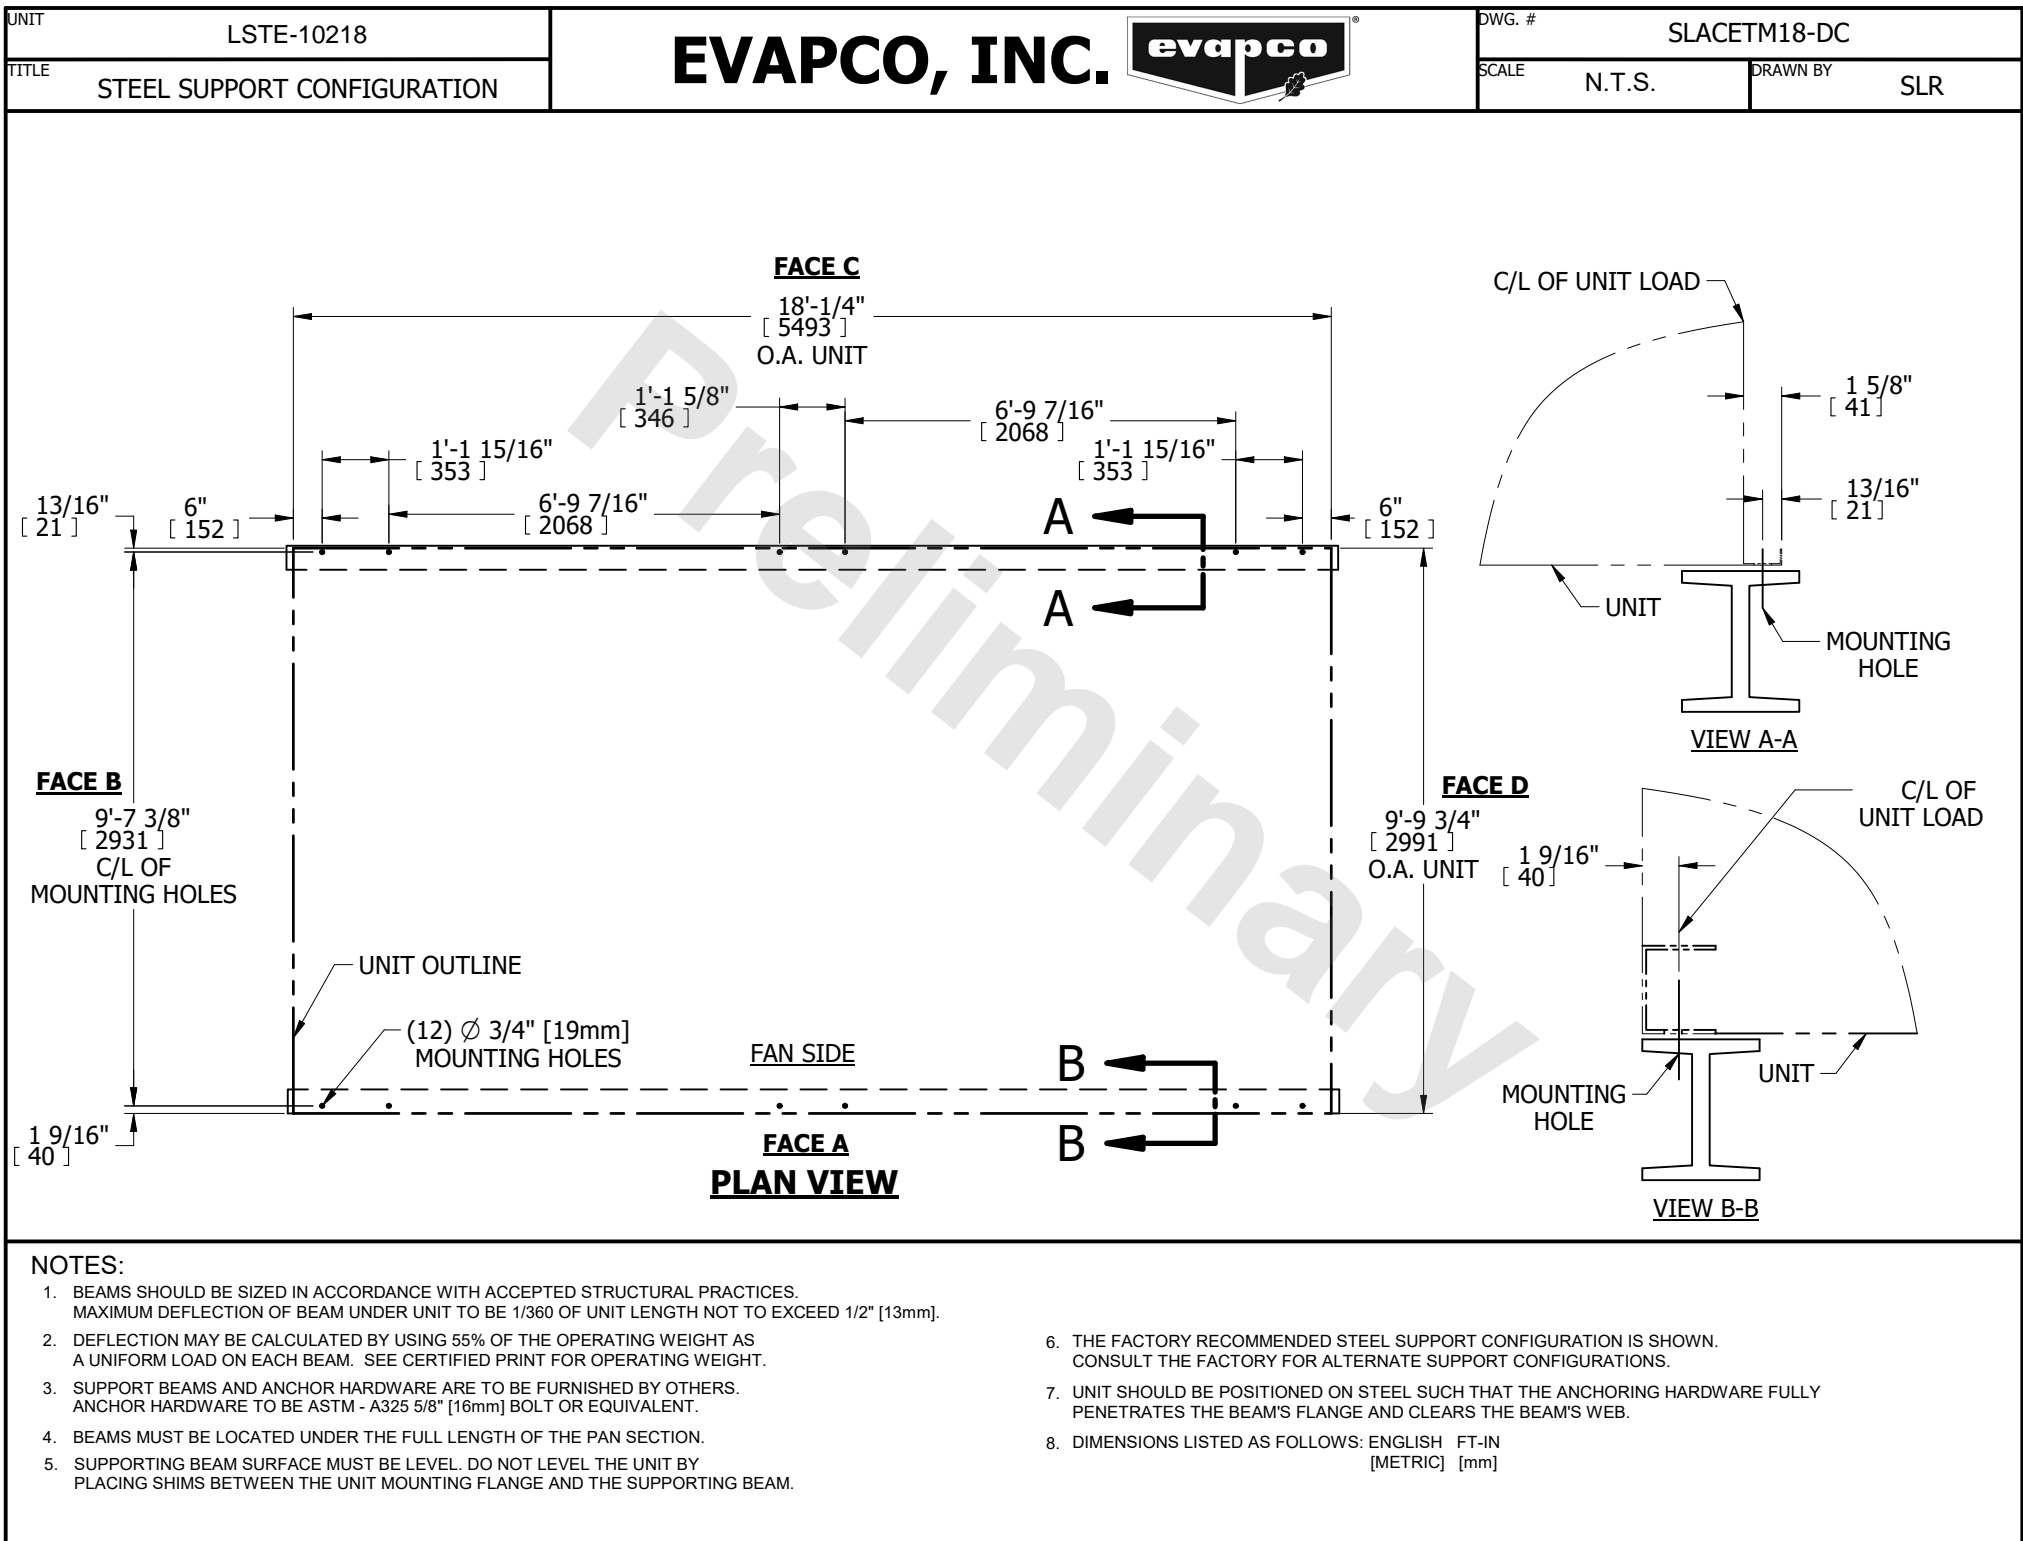 UNIT
LSTE-10218
TITLE
STEEL SUPPORT CONFIGURATION
EVAPCO, INC.
evapco
®
DWG. #
SLACETM18-DC
SCALE
N.T.S.
DRAWN BY
SLR
Preliminary
FACE C
18'-1/4"
[ 5493 ]
O.A. UNIT
1'-1 5/8"
[ 346 ]
6'-9 7/16"
[ 2068 ]
1'-1 15/16"
[ 353 ]
1'-1 15/16"
[ 353 ]
13/16"
[ 21 ]
6"
[ 152 ]
6'-9 7/16"
[ 2068 ]
6"
[ 152 ]
A
A
FACE B
9'-7 3/8"
[ 2931 ]
C/L OF
MOUNTING HOLES
FACE D
9'-9 3/4"
[ 2991 ]
O.A. UNIT
UNIT OUTLINE
(12) Ø 3/4" [19mm]
MOUNTING HOLES
FAN SIDE
B
B
1 9/16"
[ 40 ]
FACE A
PLAN VIEW
C/L OF UNIT LOAD
1 5/8"
[ 41 ]
13/16"
[ 21 ]
UNIT
MOUNTING
HOLE
VIEW A-A
C/L OF
UNIT LOAD
1 9/16"
[ 40 ]
UNIT
MOUNTING
HOLE
VIEW B-B
NOTES:
1. BEAMS SHOULD BE SIZED IN ACCORDANCE WITH ACCEPTED STRUCTURAL PRACTICES.
MAXIMUM DEFLECTION OF BEAM UNDER UNIT TO BE 1/360 OF UNIT LENGTH NOT TO EXCEED 1/2" [13mm].
2. DEFLECTION MAY BE CALCULATED BY USING 55% OF THE OPERATING WEIGHT AS
A UNIFORM LOAD ON EACH BEAM. SEE CERTIFIED PRINT FOR OPERATING WEIGHT.
3. SUPPORT BEAMS AND ANCHOR HARDWARE ARE TO BE FURNISHED BY OTHERS.
ANCHOR HARDWARE TO BE ASTM - A325 5/8" [16mm] BOLT OR EQUIVALENT.
4. BEAMS MUST BE LOCATED UNDER THE FULL LENGTH OF THE PAN SECTION.
5. SUPPORTING BEAM SURFACE MUST BE LEVEL. DO NOT LEVEL THE UNIT BY
PLACING SHIMS BETWEEN THE UNIT MOUNTING FLANGE AND THE SUPPORTING BEAM.
6. THE FACTORY RECOMMENDED STEEL SUPPORT CONFIGURATION IS SHOWN.
CONSULT THE FACTORY FOR ALTERNATE SUPPORT CONFIGURATIONS.
7. UNIT SHOULD BE POSITIONED ON STEEL SUCH THAT THE ANCHORING HARDWARE FULLY
PENETRATES THE BEAM'S FLANGE AND CLEARS THE BEAM'S WEB.
8. DIMENSIONS LISTED AS FOLLOWS: ENGLISH FT-IN
[METRIC] [mm]